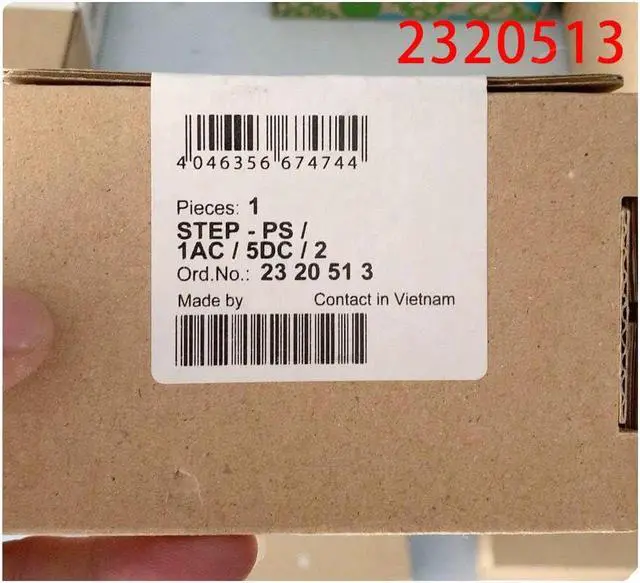 2320513
4 046356 674744
Pieces: 1
STEP - PS /
1AC / 5DC / 2
Ord.No.: 23 20 51 3
Made by Contact in Vietnam